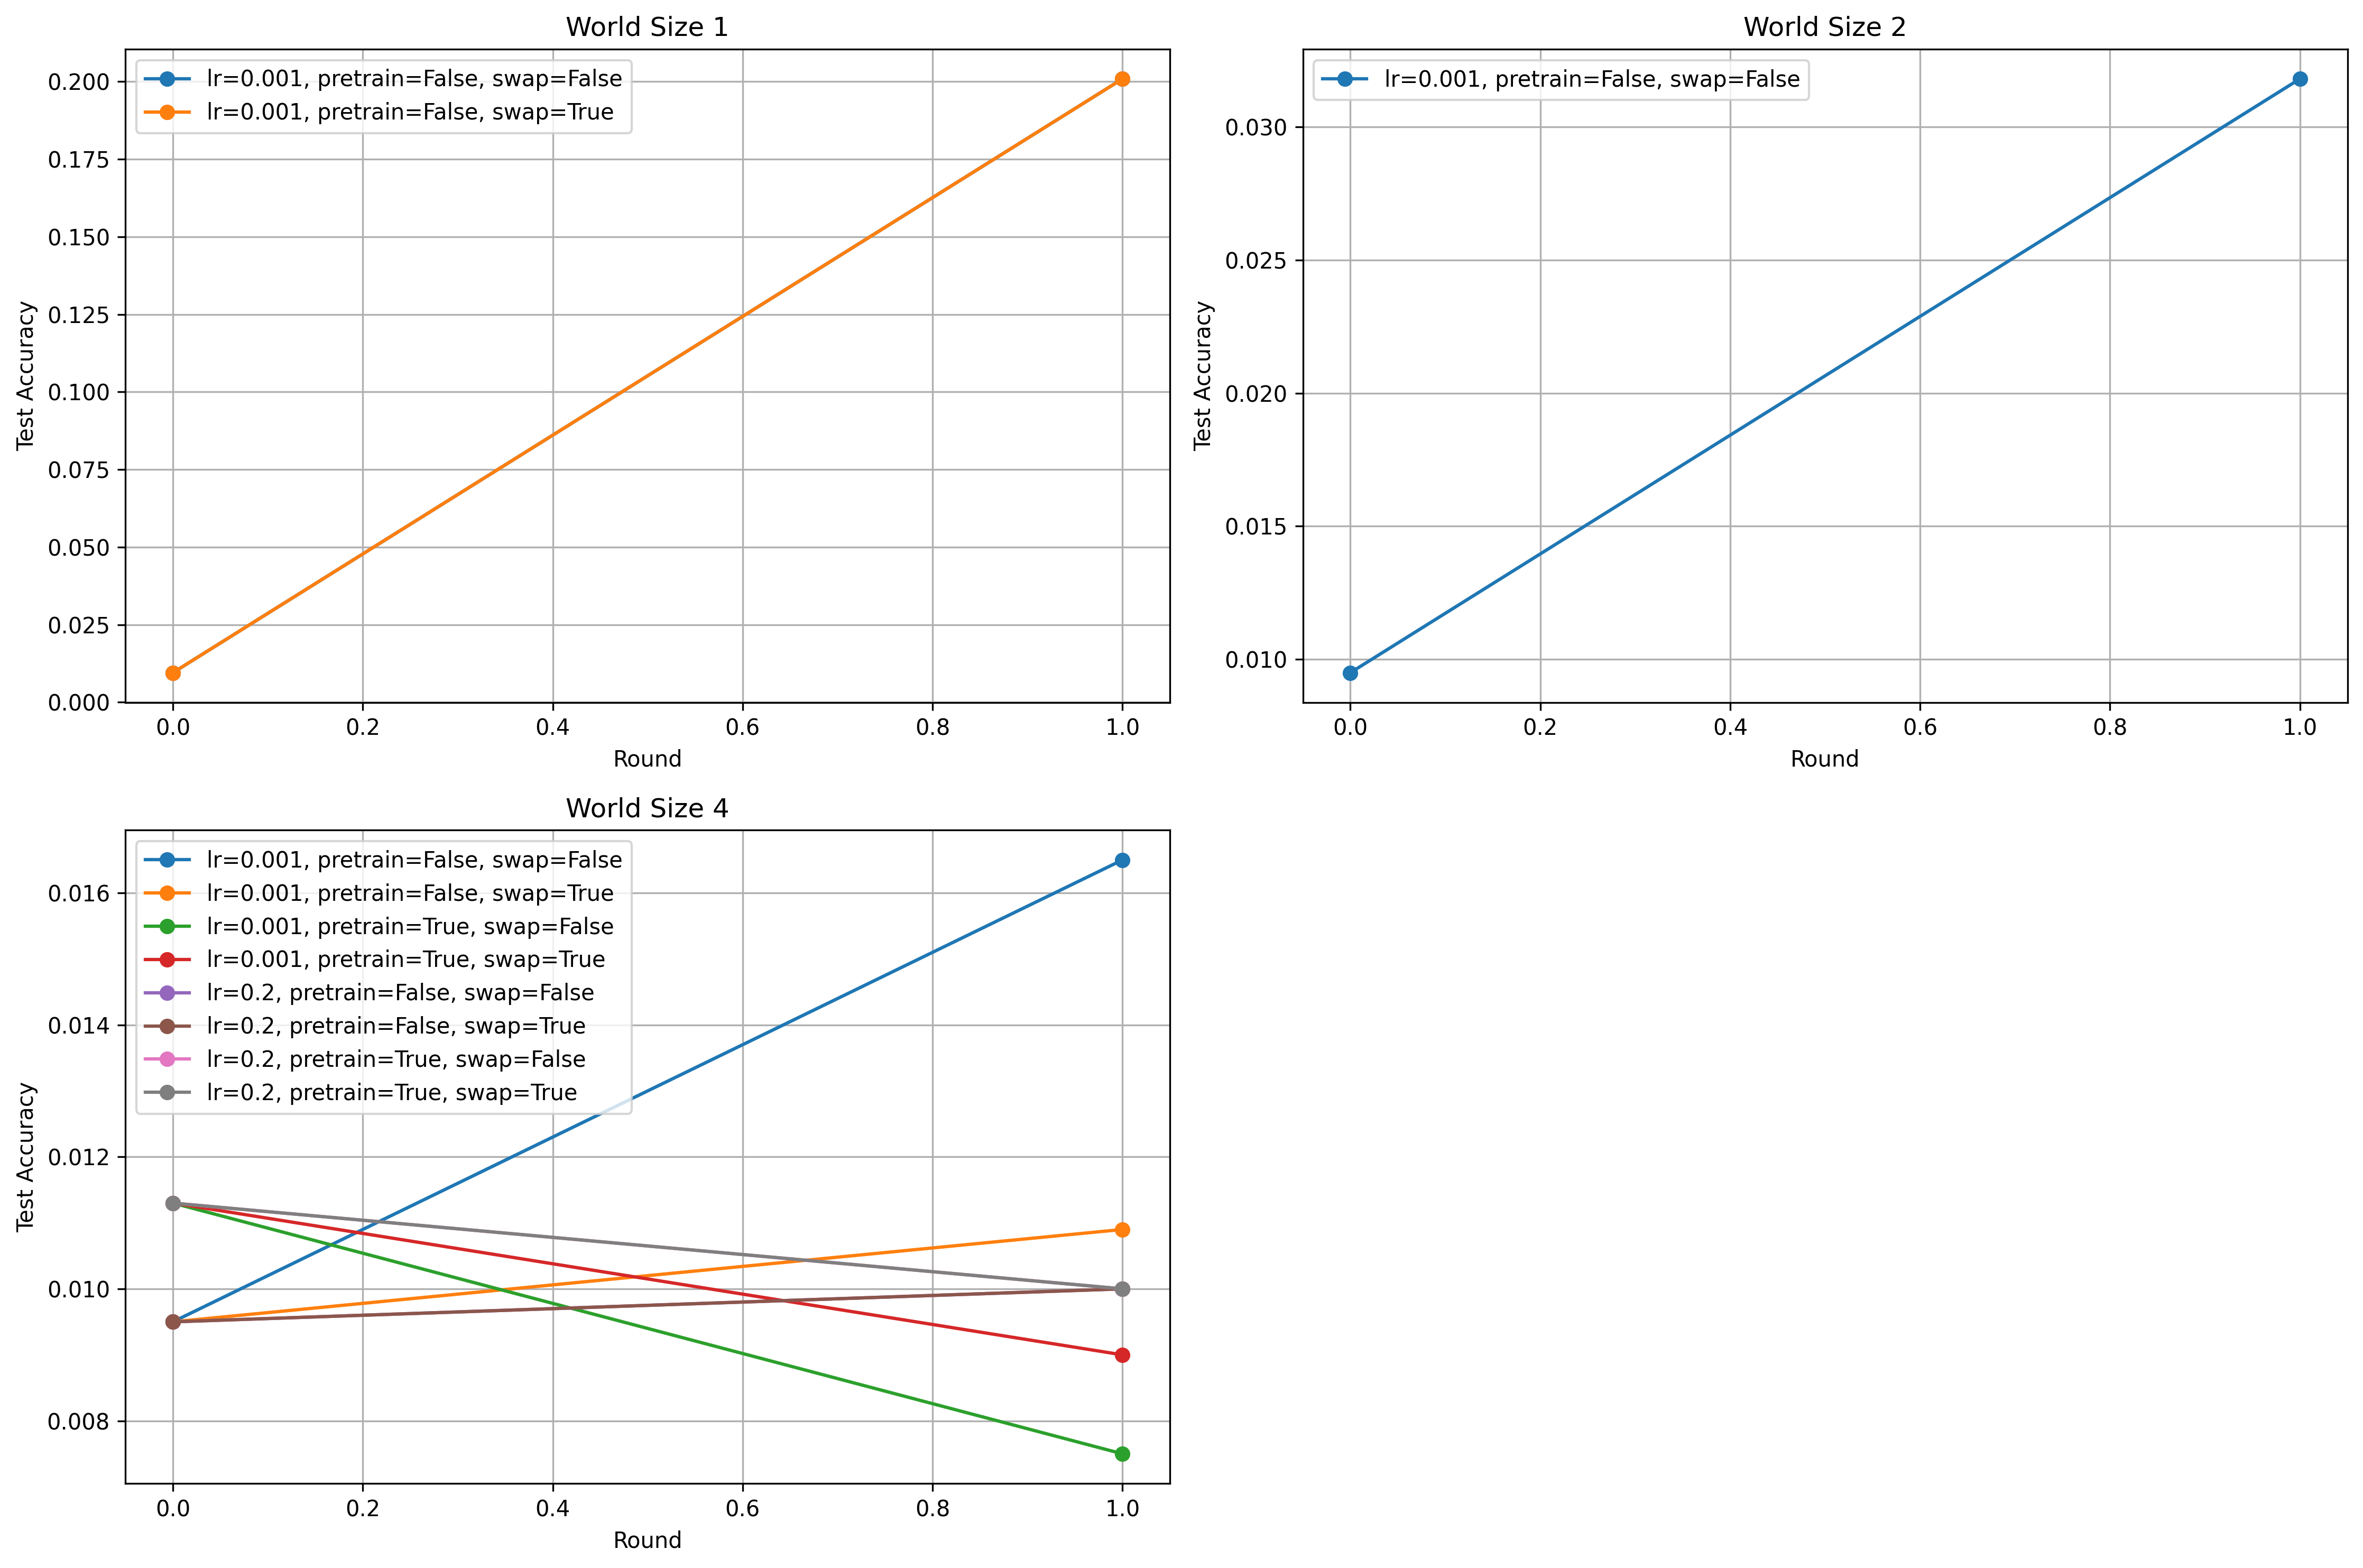 World Size 1
lr=0.001, pretrain=False, swap=False
lr=0.001, pretrain=False, swap=True
Test Accuracy
0.200
0.175
0.150
0.125
0.100
0.075
0.050
0.025
0.000
0.0 0.2 0.4 0.6 0.8 1.0
Round
World Size 2
lr=0.001, pretrain=False, swap=False
Test Accuracy
0.030
0.025
0.020
0.015
0.010
0.0 0.2 0.4 0.6 0.8 1.0
Round
World Size 4
lr=0.001, pretrain=False, swap=False
lr=0.001, pretrain=False, swap=True
lr=0.001, pretrain=True, swap=False
lr=0.001, pretrain=True, swap=True
lr=0.2, pretrain=False, swap=False
lr=0.2, pretrain=False, swap=True
lr=0.2, pretrain=True, swap=False
lr=0.2, pretrain=True, swap=True
Test Accuracy
0.016
0.014
0.012
0.010
0.008
0.0 0.2 0.4 0.6 0.8 1.0
Round